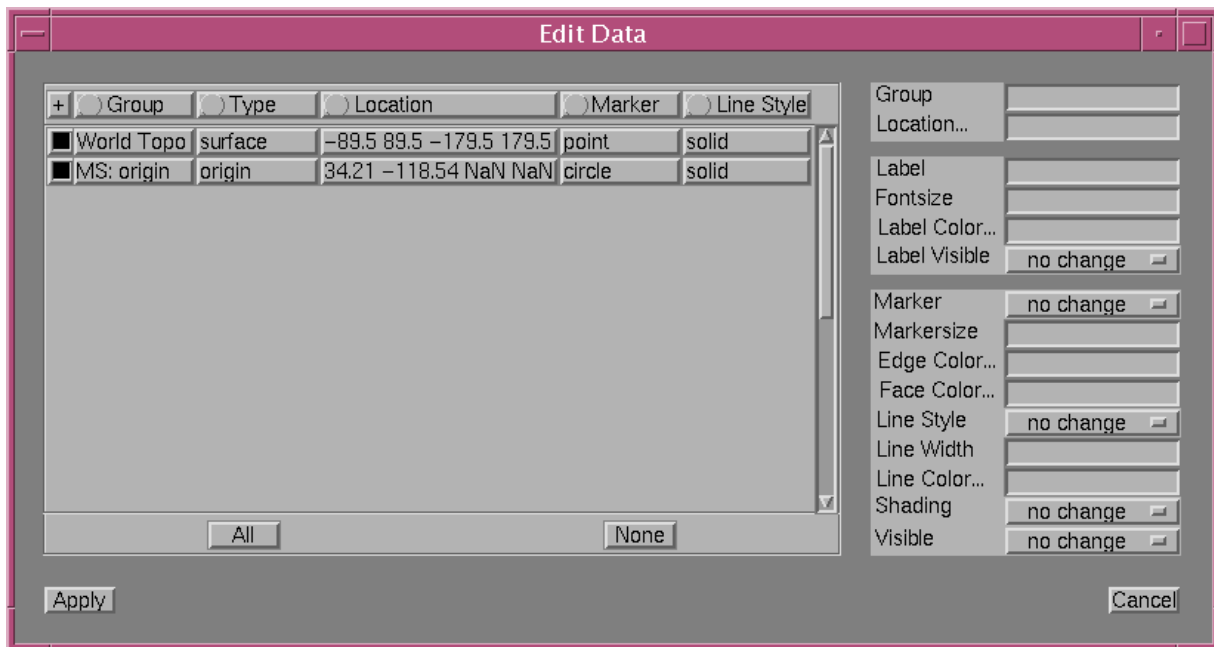 Edit Data
+ Group Type Location Marker Line Style
World Topo surface −89.5 89.5 −179.5 179.5 point solid
MS: origin origin 34.21 −118.54 NaN NaN circle solid
All None
Group
Location...
Label
Fontsize
Label Color...
Label Visible no change
Marker no change
Markersize
Edge Color...
Face Color...
Line Style no change
Line Width
Line Color...
Shading no change
Visible no change
Apply Cancel